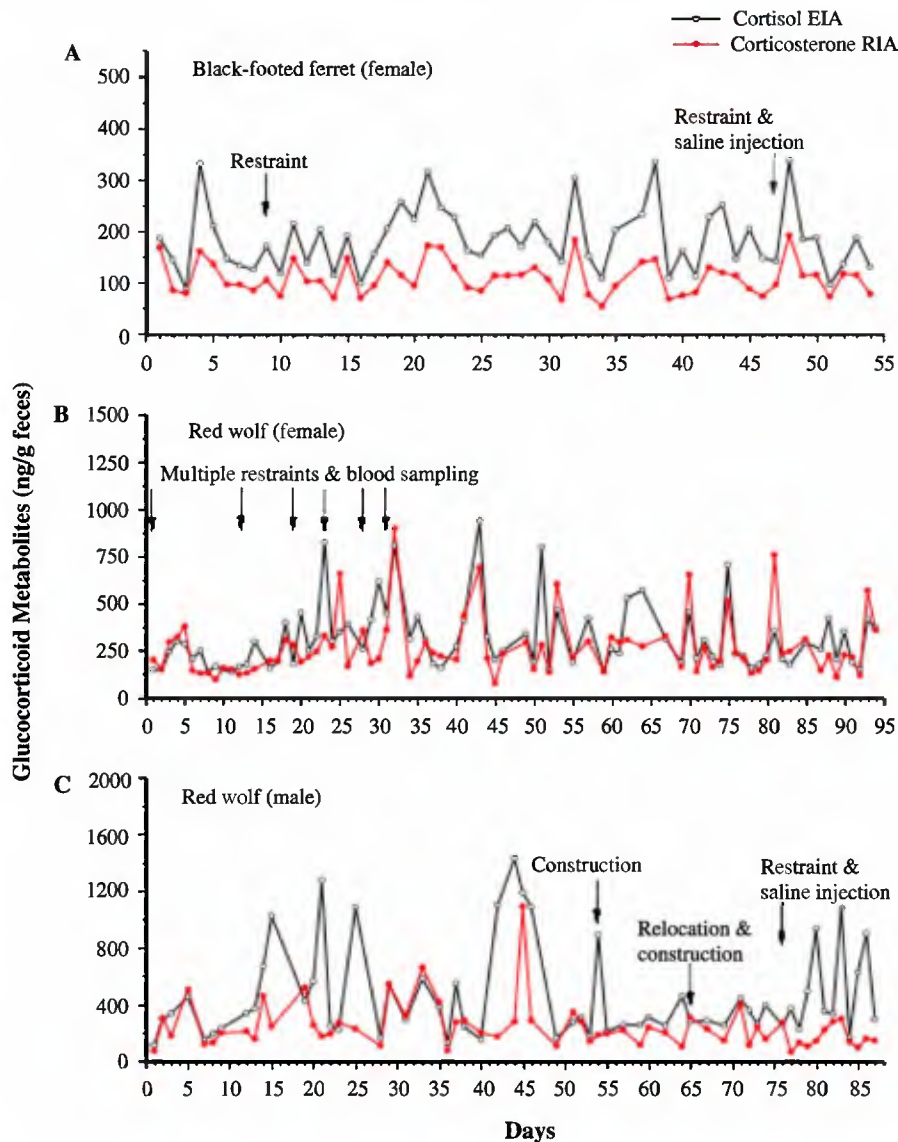 Cortisol EIA
Corticosterone RIA
A
Black-footed ferret (female)
Restraint
Restraint &
saline injection
500
400
300
200
100
0
0 5 10 15 20 25 30 35 40 45 50 55
Glucocorticoid Metabolites (ng/g feces)
B
Red wolf (female)
Multiple restraints & blood sampling
1500
1250
1000
750
500
250
0
0 5 10 15 20 25 30 35 40 45 50 55 60 65 70 75 80 85 90 95
C
Red wolf (male)
Construction
Relocation &
construction
Restraint &
saline injection
2000
1600
1200
800
400
0
0 5 10 15 20 25 30 35 40 45 50 55 60 65 70 75 80 85
Days